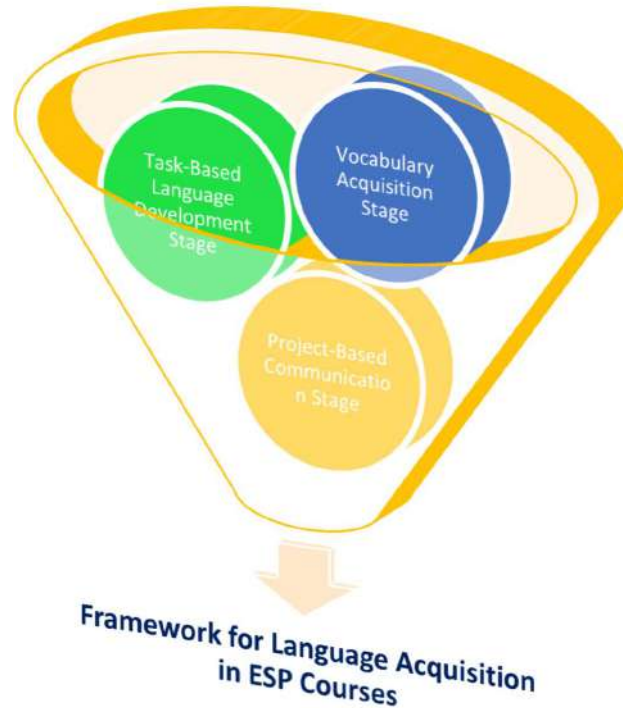 Task-Based
Language
Development
Stage
Vocabulary
Acquisition
Stage
Project-Based
Communicatio
n Stage
Framework for Language Acquisition
in ESP Courses